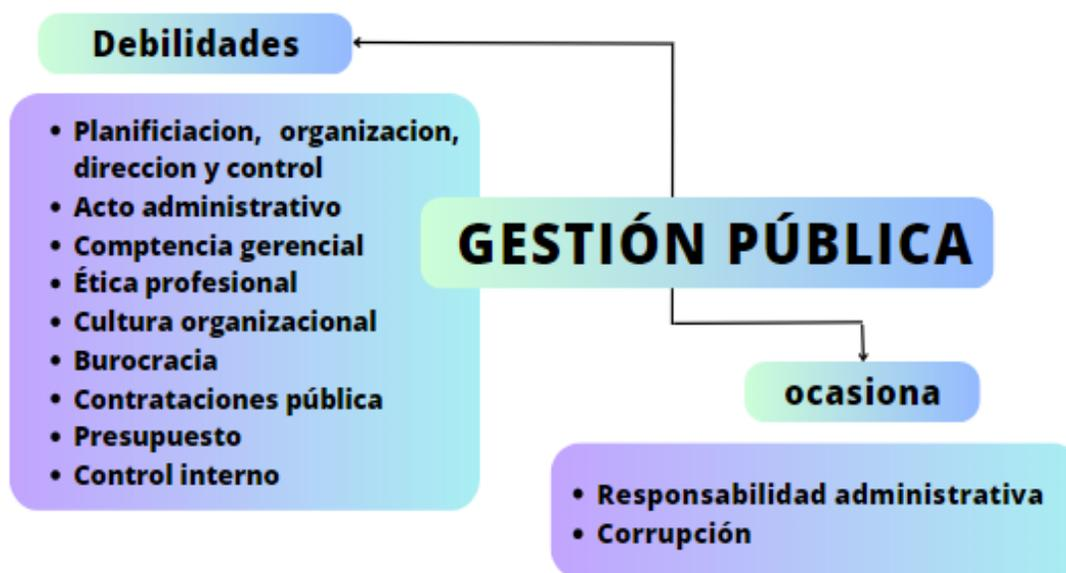 Debilidades
• Planificiacion, organizacion,
direccion y control
• Acto administrativo
• Comptencia gerencial
• Ética profesional
• Cultura organizacional
• Burocracia
• Contrataciones pública
• Presupuesto
• Control interno
GESTIÓN PÚBLICA
ocasiona
• Responsabilidad administrativa
• Corrupción